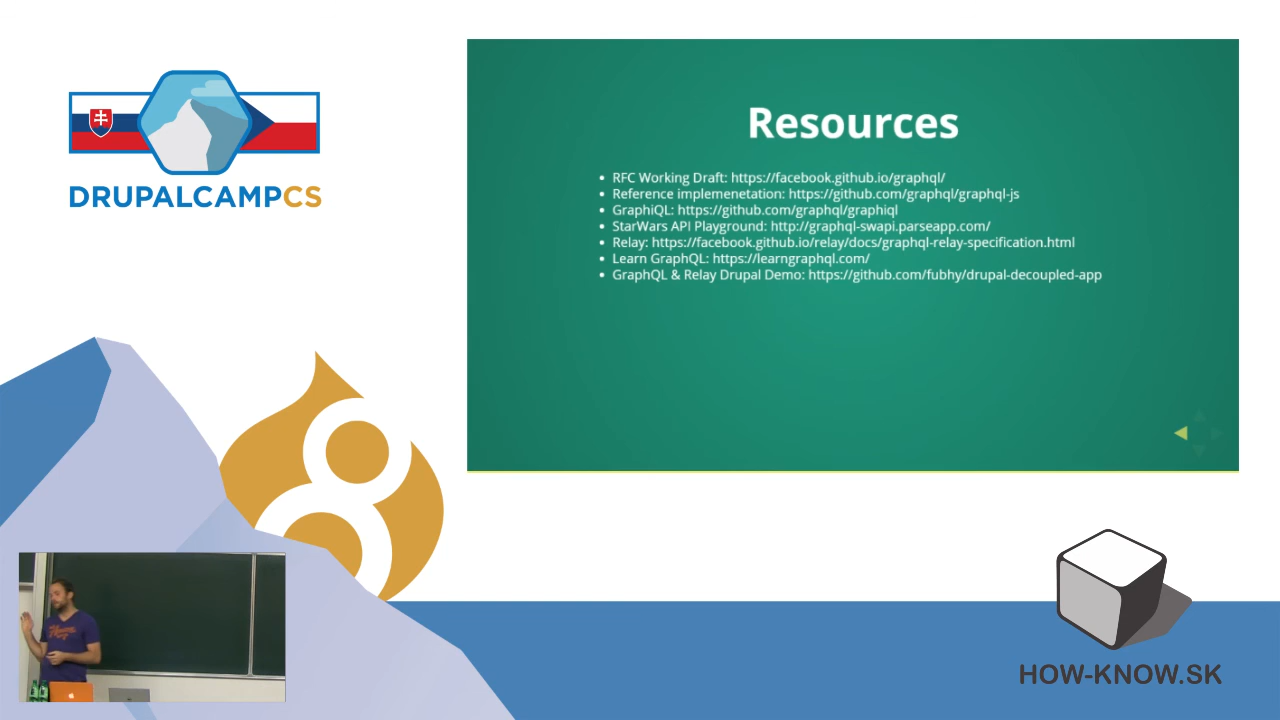 DRUPALCAMPCS
Resources
RFC Working Draft: https://facebook.github.io/graphql/
Reference implemenetation: https://github.com/graphql/graphql-js
GraphiQL: https://github.com/graphql/graphiql
StarWars API Playground: http://graphql-swapi.parseapp.com/
Relay: https://facebook.github.io/relay/docs/graphql-relay-specification.html
Learn GraphQL: https://learngraphql.com/
GraphQL & Relay Drupal Demo: https://github.com/fubhy/drupal-decoupled-app
8
HOW-KNOW.SK